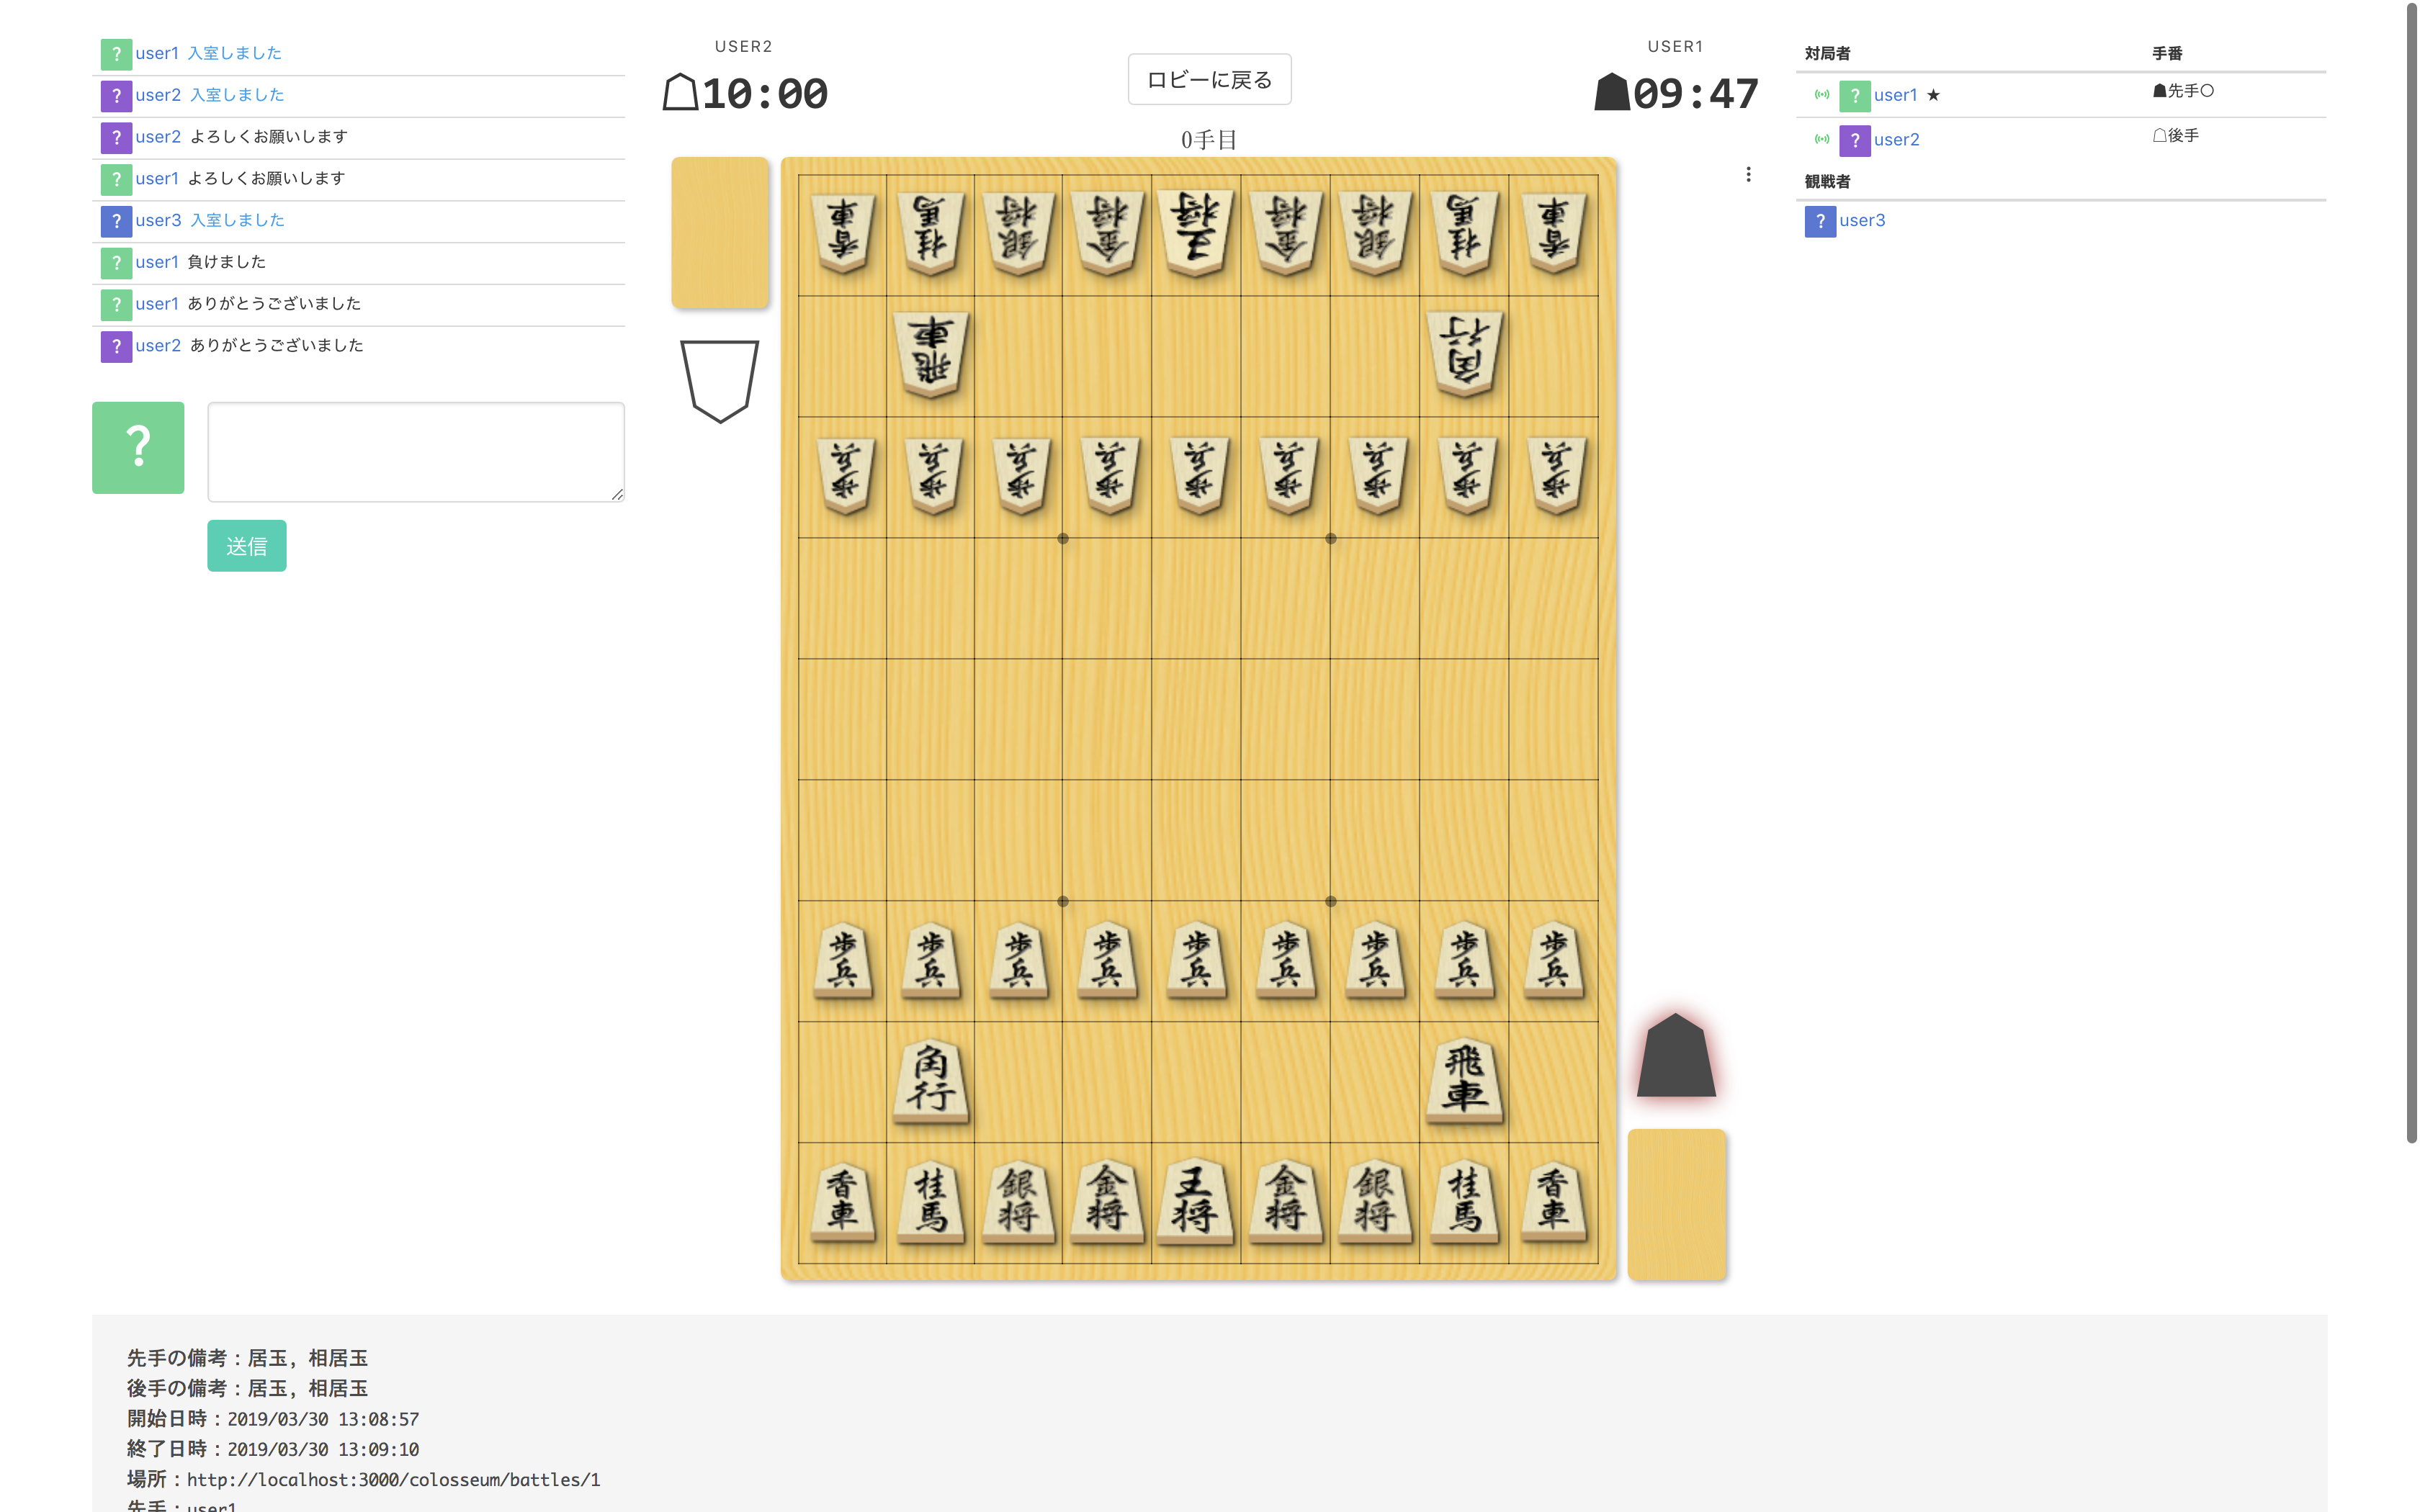 ? user1 入室しました
? user2 入室しました
? user2 よろしくお願いします
? user1 よろしくお願いします
? user3 入室しました
? user1 負けました
? user1 ありがとうございました
? user2 ありがとうございました
?
送信
USER2
10:00
ロビーに戻る
USER1
09:47
0手目
香車 桂馬 銀将 金将 王将 金将 銀将 桂馬 香車
飛車 角行
歩兵 歩兵 歩兵 歩兵 歩兵 歩兵 歩兵 歩兵 歩兵
歩兵 歩兵 歩兵 歩兵 歩兵 歩兵 歩兵 歩兵 歩兵
角行 飛車
香車 桂馬 銀将 金将 王将 金将 銀将 桂馬 香車
対局者 手番
? user1 ★ ☗先手○
? user2 ☖後手
観戦者
? user3
先手の備考：居玉, 相居玉
後手の備考：居玉, 相居玉
開始日時：2019/03/30 13:08:57
終了日時：2019/03/30 13:09:10
場所：http://localhost:3000/colosseum/battles/1
先手：user1